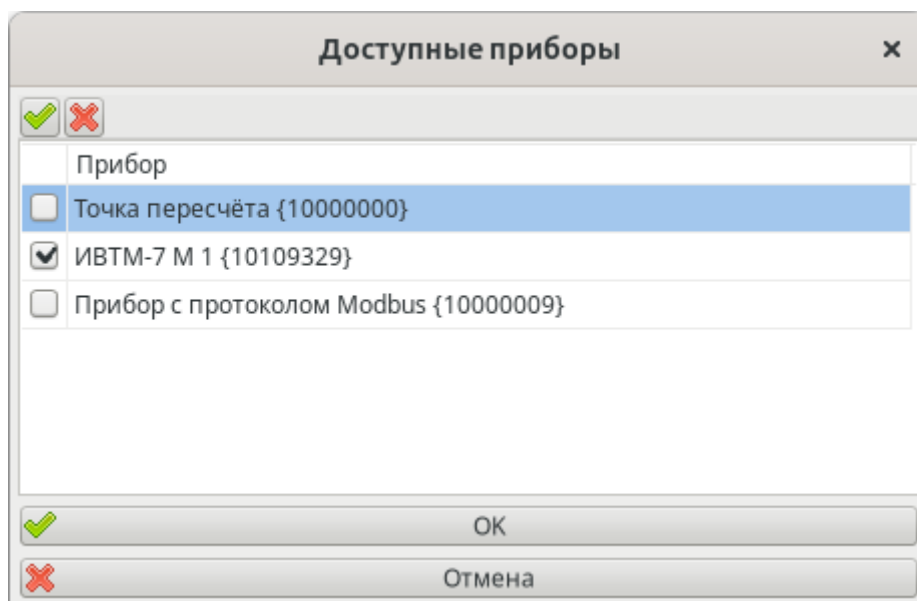 Доступные приборы
Прибор
Точка пересчёта {10000000}
ИВТМ-7 М 1 {10109329}
Прибор с протоколом Modbus {10000009}
OK
Отмена